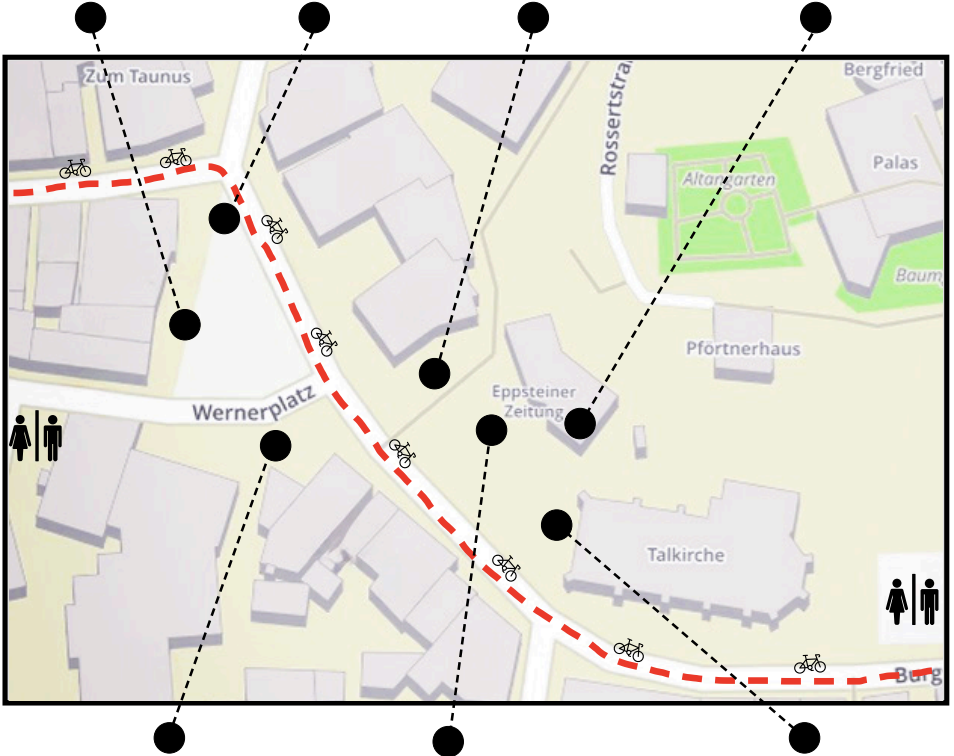 Zum Taunus
Bergfried
Rossertstra
Palas
Altangarten
Baum
Pfortnerhaus
Eppsteiner
Zeitung
Wernerplatz
Talkirche
Burg